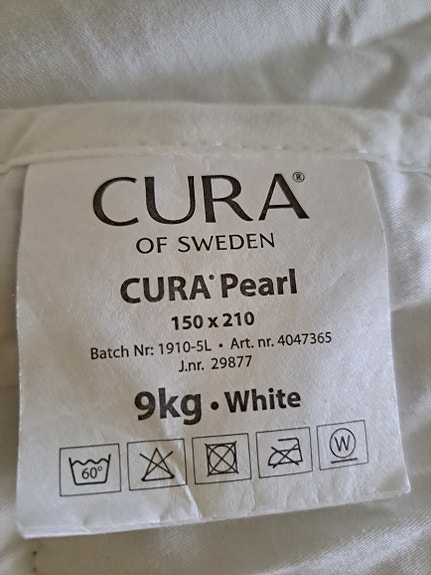 CURA®
OF SWEDEN
CURA® Pearl
150 x 210
Batch Nr: 1910-5L • Art. nr. 4047365
J.nr. 29877
9kg • White
60° W